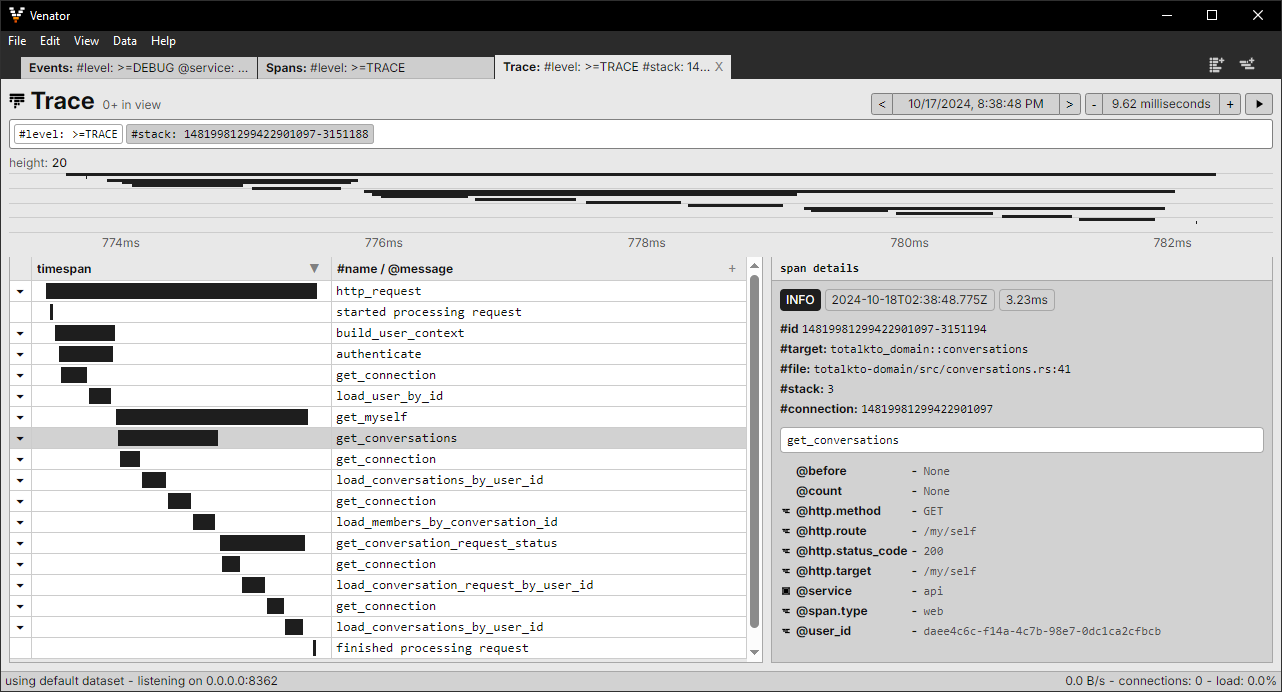 Venator
File Edit View Data Help
Events: #level: >=DEBUG @service: ... Spans: #level: >=TRACE Trace: #level: >=TRACE #stack: 14... X
Trace 0+ in view < 10/17/2024, 8:38:48 PM > - 9.62 milliseconds +
#level: >=TRACE #stack: 14819981299422901097-3151188
height: 20
774ms 776ms 778ms 780ms 782ms
timespan #name / @message +
http_request
started processing request
build_user_context
authenticate
get_connection
load_user_by_id
get_myself
get_conversations
get_connection
load_conversations_by_user_id
get_connection
load_members_by_conversation_id
get_conversation_request_status
get_connection
load_conversation_request_by_user_id
get_connection
load_conversations_by_user_id
finished processing request
span details
INFO 2024-10-18T02:38:48.775Z 3.23ms
#id 14819981299422901097-3151194
#target: totalkto_domain::conversations
#file: totalkto-domain/src/conversations.rs:41
#stack: 3
#connection: 14819981299422901097
get_conversations
@before - None
@count - None
@http.method - GET
@http.route - /my/self
@http.status_code - 200
@http.target - /my/self
@service - api
@span.type - web
@user_id - daee4c6c-f14a-4c7b-98e7-0dc1ca2cfbcb
using default dataset - listening on 0.0.0.0:8362 0.0 B/s - connections: 0 - load: 0.0%